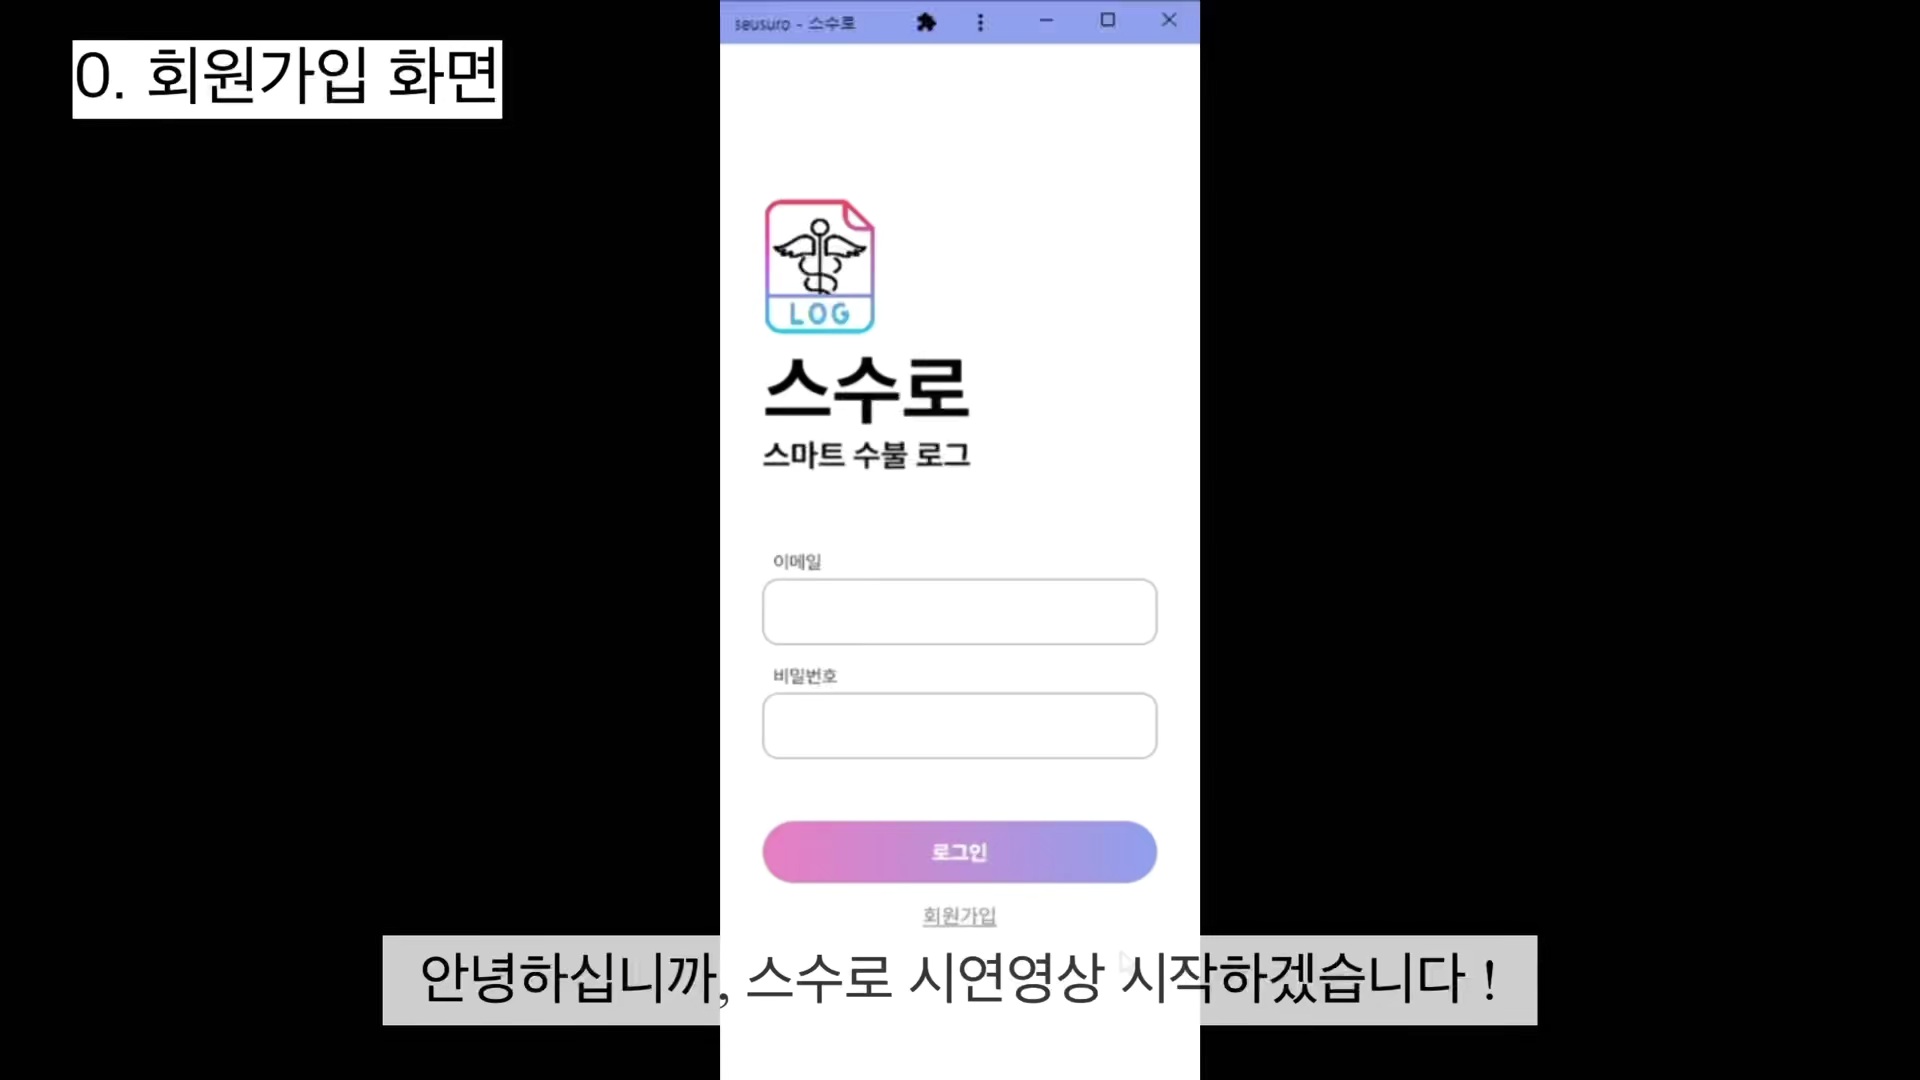 seusuro - 스수로
0. 회원가입 화면
LOG
스수로
스마트 수불 로그
이메일
비밀번호
로그인
회원가입
안녕하십니까, 스수로 시연영상 시작하겠습니다 !